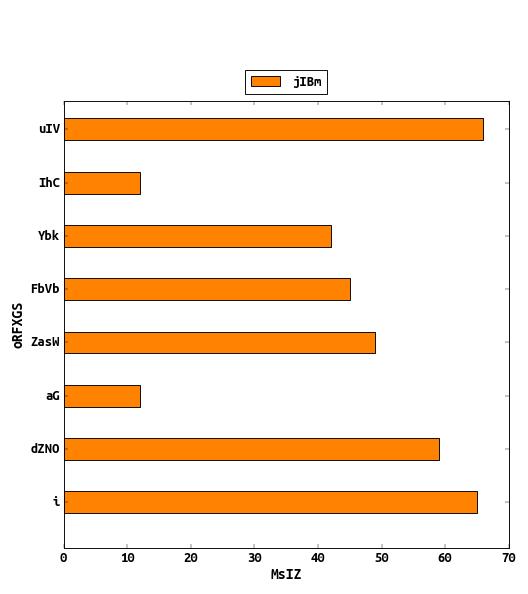 jIBm
uIV
IhC
Ybk
FbVb
ZasW
aG
dZNO
i
oRFXGS
0 10 20 30 40 50 60 70
MsIZ